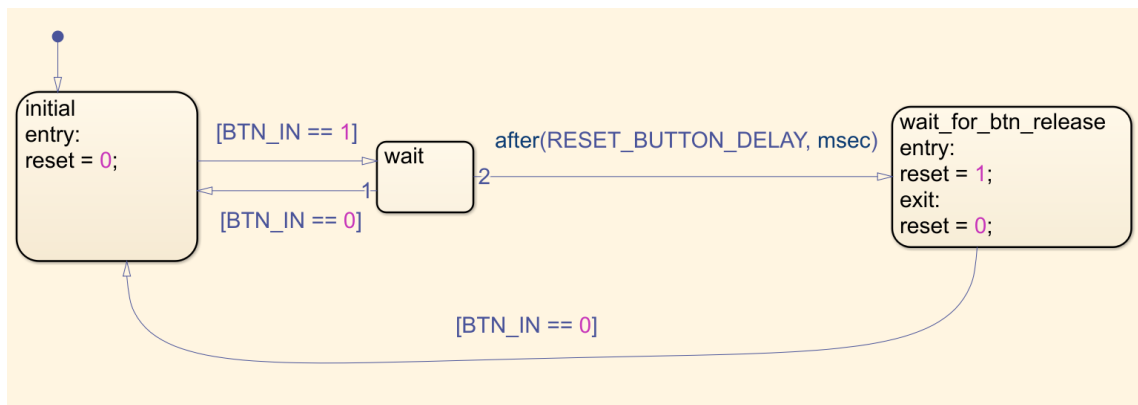 initial
entry:
reset = 0;
[BTN_IN == 1]
wait
1
[BTN_IN == 0]
2
after(RESET_BUTTON_DELAY, msec)
wait_for_btn_release
entry:
reset = 1;
exit:
reset = 0;
[BTN_IN == 0]